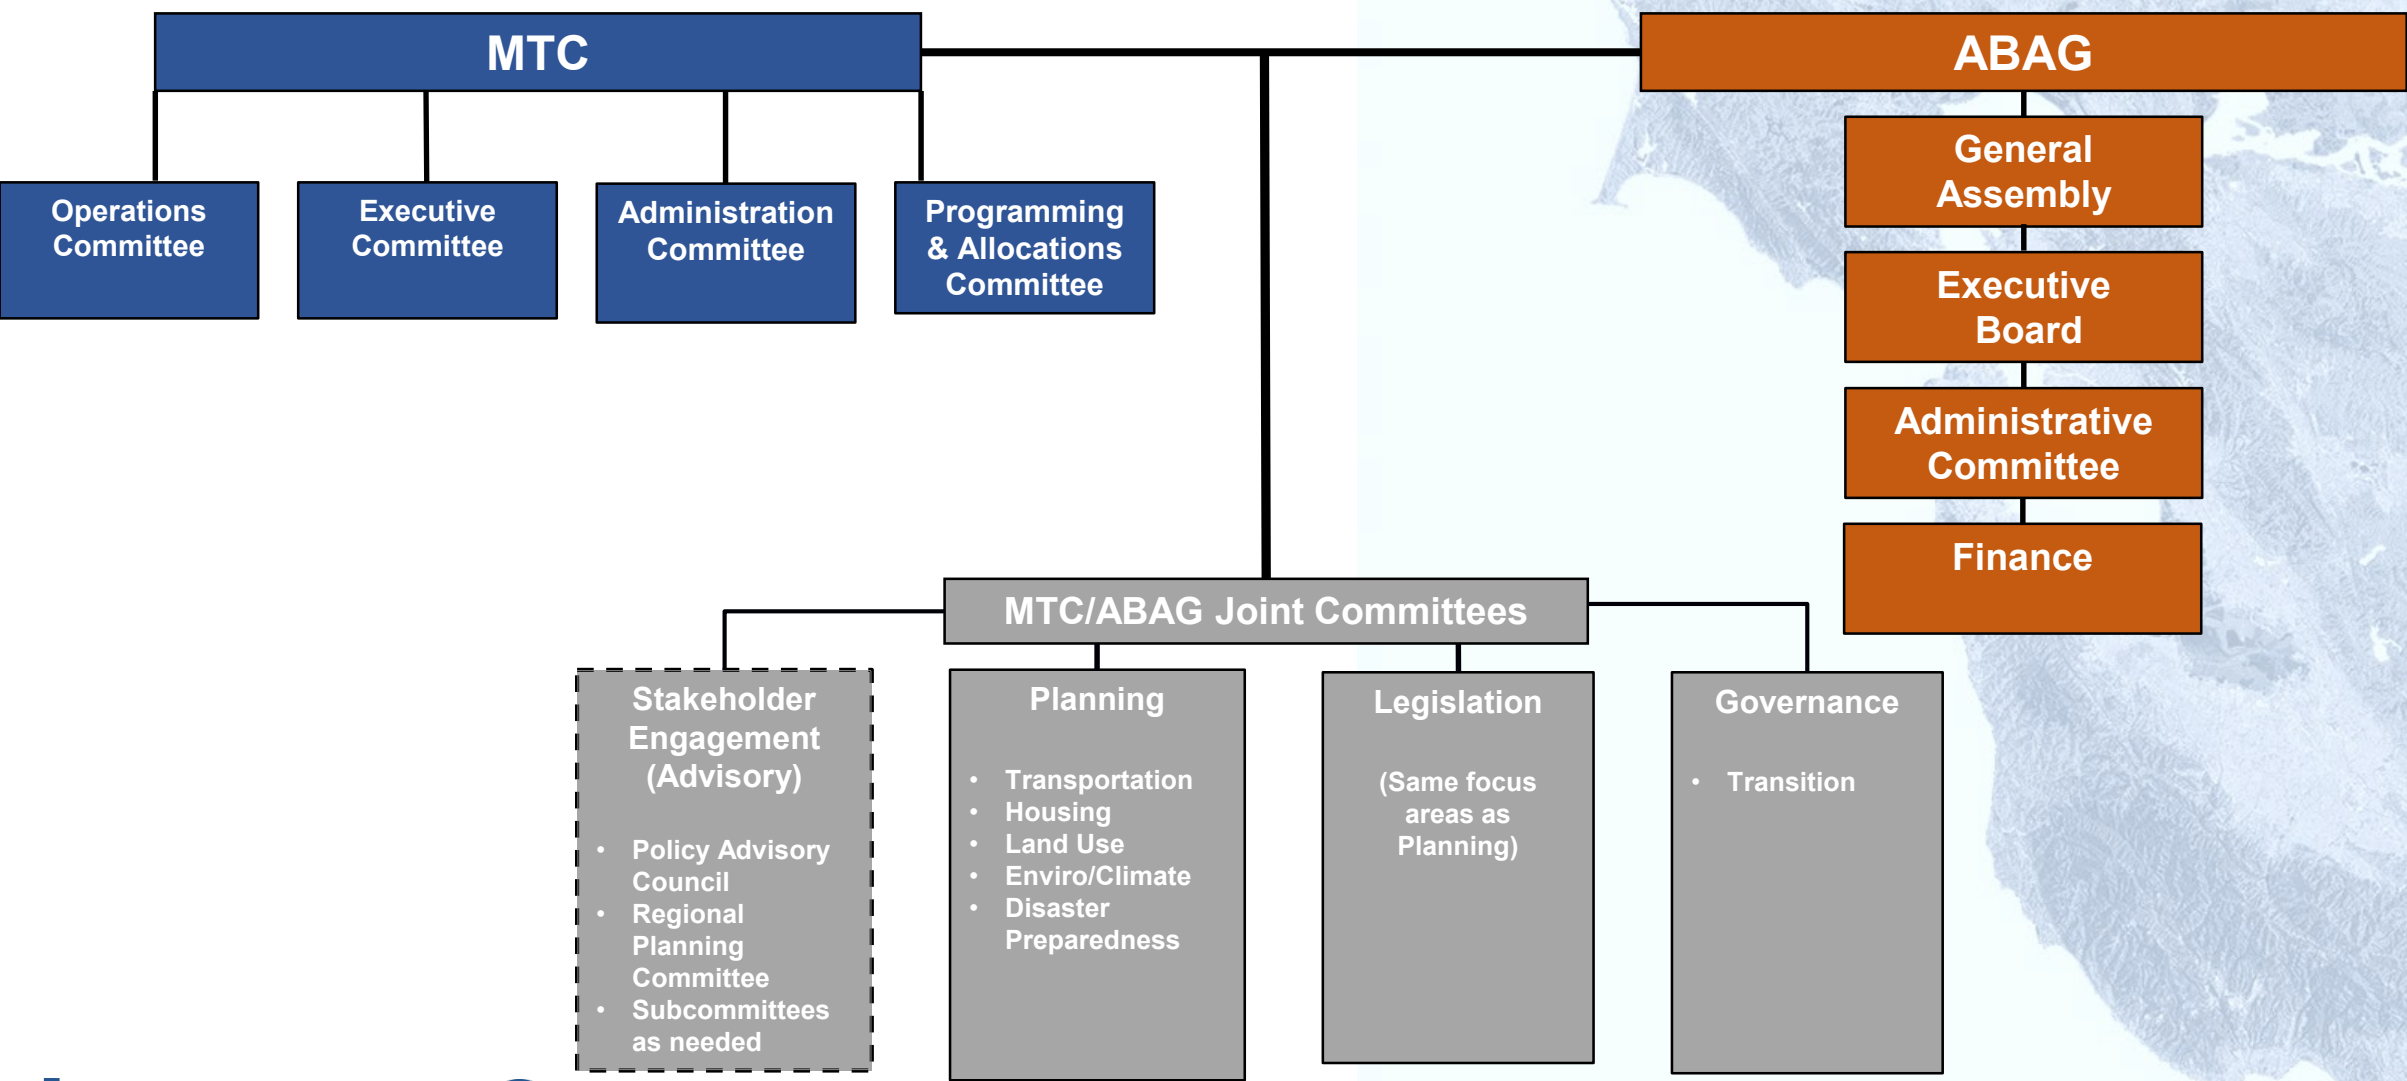 MTC
ABAG
Operations
Committee
Executive
Committee
Administration
Committee
Programming
& Allocations
Committee
General
Assembly
Executive
Board
Administrative
Committee
Finance
MTC/ABAG Joint Committees
Stakeholder
Engagement
(Advisory)
• Policy Advisory
Council
• Regional
Planning
Committee
• Subcommittees
as needed
Planning
• Transportation
• Housing
• Land Use
• Enviro/Climate
• Disaster
Preparedness
Legislation
(Same focus
areas as
Planning)
Governance
• Transition